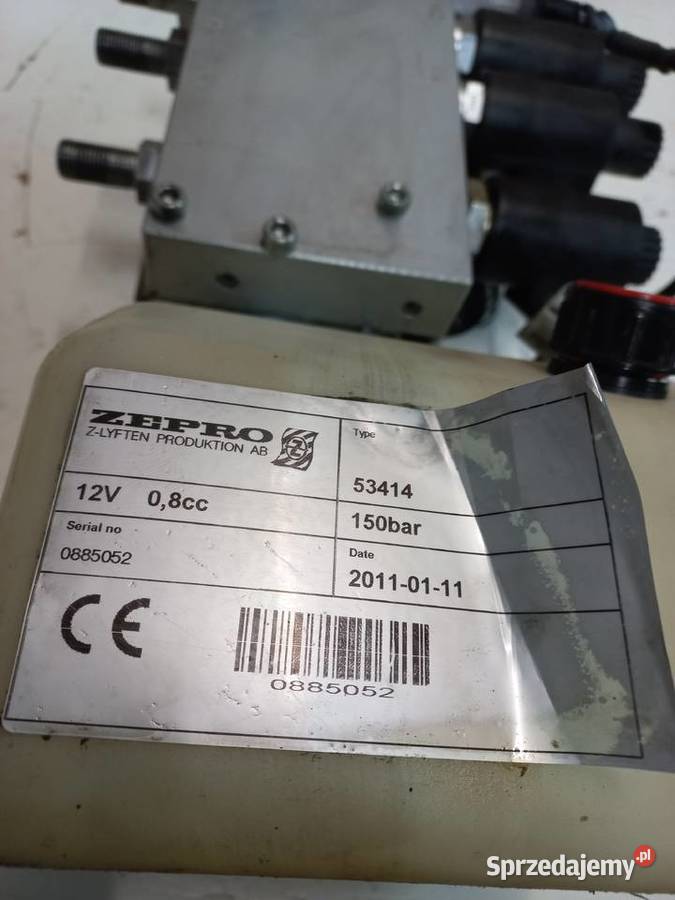 ZEPRO
Z-LYFTEN PRODUKTION AB
Type
53414
12V 0,8cc
150bar
Serial no
0885052
Date
2011-01-11
CE
0885052
Sprzedajemy.pl